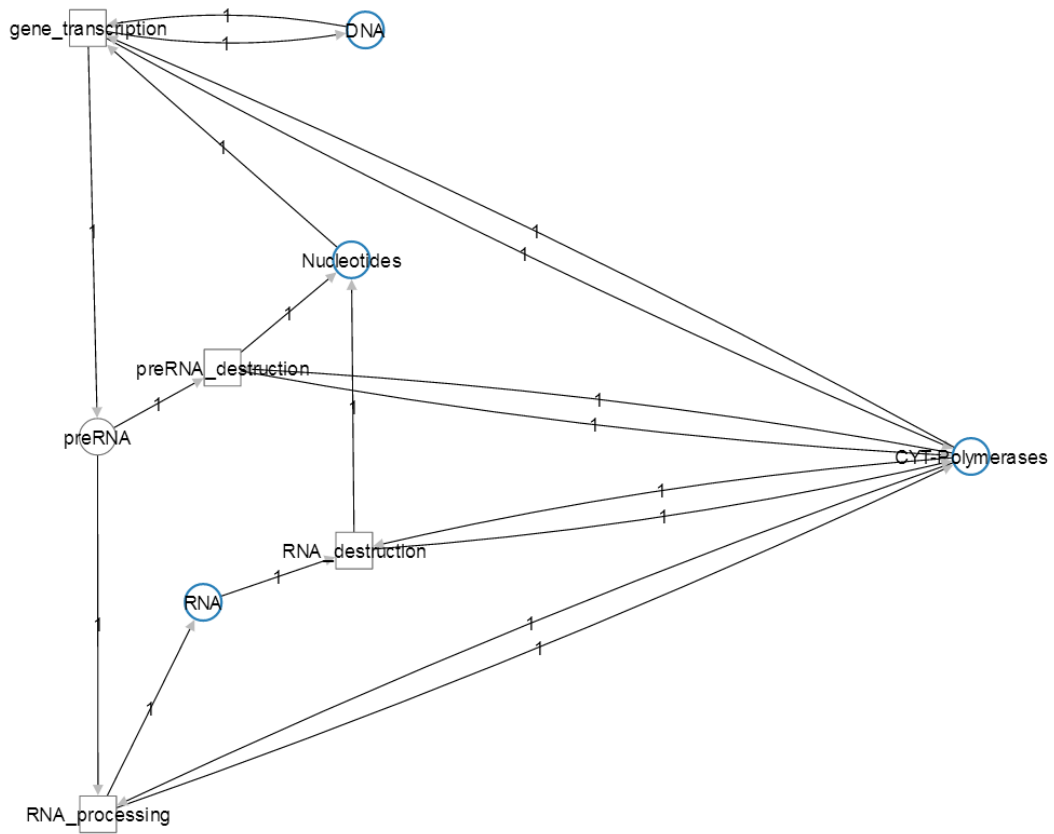 gene_transcription
1
DNA
1
1
1
1
1
Nucleotides
1
preRNA_destruction
1
1
1
1
preRNA
CYT-Polymerases
1
1
RNA_destruction
1
RNA
1
1
1
1
RNA_processing